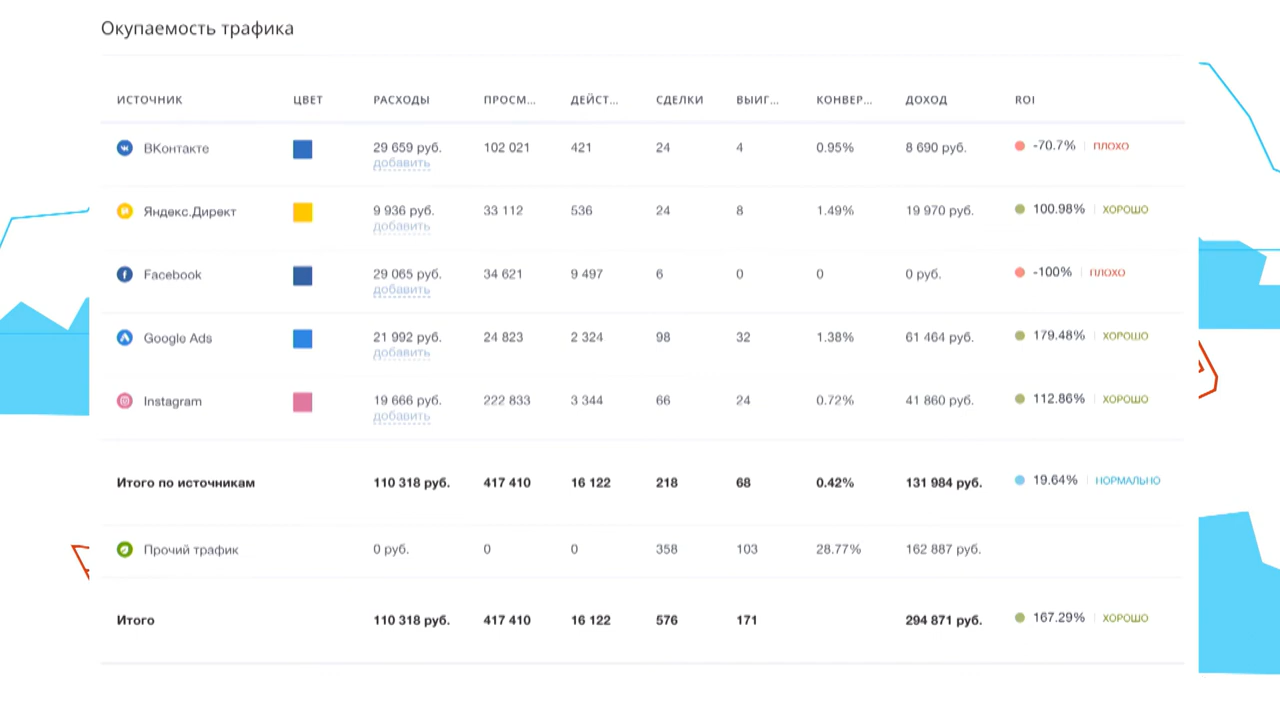 Окупаемость трафика
ИСТОЧНИК ЦВЕТ РАСХОДЫ ПРОСМ... ДЕЙСТ... СДЕЛКИ ВЫИГ... КОНВЕР... ДОХОД ROI
ВКонтакте 29 659 руб. 102 021 421 24 4 0.95% 8 690 руб. -70.7% ПЛОХО
добавить
Яндекс.Директ 9 936 руб. 33 112 536 24 8 1.49% 19 970 руб. 100.98% ХОРОШО
добавить
Facebook 29 065 руб. 34 621 9 497 6 0 0 0 руб. -100% ПЛОХО
добавить
Google Ads 21 992 руб. 24 823 2 324 98 32 1.38% 61 464 руб. 179.48% ХОРОШО
добавить
Instagram 19 666 руб. 222 833 3 344 66 24 0.72% 41 860 руб. 112.86% ХОРОШО
добавить
Итого по источникам 110 318 руб. 417 410 16 122 218 68 0.42% 131 984 руб. 19.64% НОРМАЛЬНО
Прочий трафик 0 руб. 0 0 358 103 28.77% 162 887 руб.
Итого 110 318 руб. 417 410 16 122 576 171 294 871 руб. 167.29% ХОРОШО